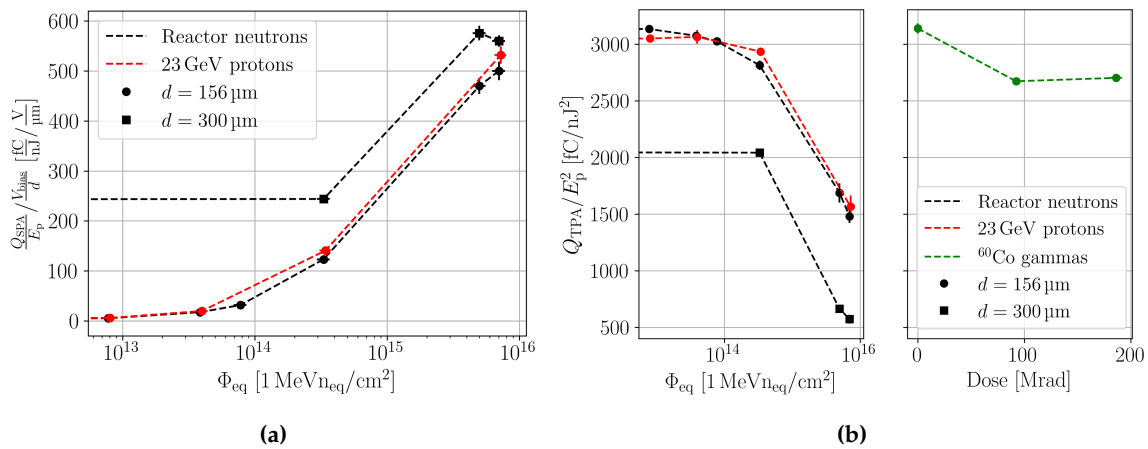 600
500
400
300
200
100
0
10^13
10^14
10^15
10^16
Q_SPA/E_p / V_bias/d [fC/nJ / V/µm]
Φ_eq [1 MeVn_eq/cm²]
Reactor neutrons
23 GeV protons
d = 156 µm
d = 300 µm
(a)
3000
2500
2000
1500
1000
500
10^14
10^16
Q_TPA/E_p² [fC/nJ²]
Φ_eq [1 MeVn_eq/cm²]
0
100
200
Dose [Mrad]
Reactor neutrons
23 GeV protons
⁶⁰Co gammas
d = 156 µm
d = 300 µm
(b)